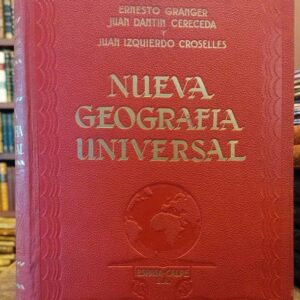 ERNESTO GRANGER
JUAN DANTIN CERECEDA
Y
JUAN IZQUIERDO CROSELLES
NUEVA
GEOGRAFIA
UNIVERSAL
ESPASA-CALPE
S.A.